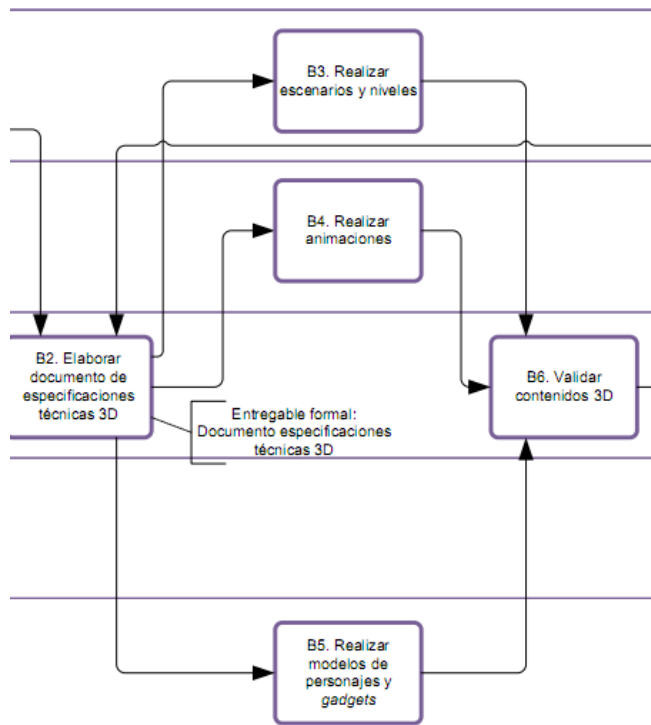 B3. Realizar
escenarios y niveles
B4. Realizar
animaciones
B2. Elaborar
documento de
especificaciones
técnicas 3D
B6. Validar
contenidos 3D
Entregable formal:
Documento especificaciones
técnicas 3D
B5. Realizar
modelos de
personajes y
gadgets